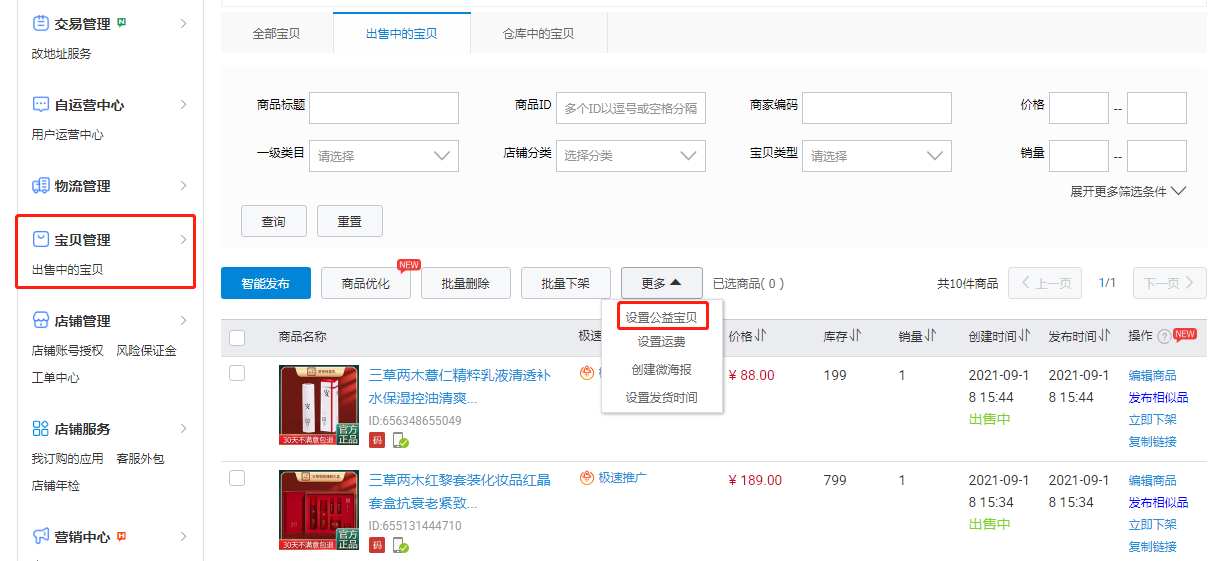 交易管理
改地址服务
自运营中心
用户运营中心
物流管理
宝贝管理
出售中的宝贝
店铺管理
店铺账号授权 风险保证金
工单中心
店铺服务
我订购的应用 客服外包
店铺年检
营销中心
全部宝贝 出售中的宝贝 仓库中的宝贝
商品标题 商品ID 多个ID以逗号或空格分隔 商家编码 价格 --
一级类目 请选择 店铺分类 选择分类 宝贝类型 请选择 销量 --
展开更多筛选条件
查询 重置
智能发布 商品优化 NEW 批量删除 批量下架 更多 已选商品( 0 ) 共10件商品 上一页 1/1 下一页
设置公益宝贝
设置运费
创建微海报
设置发货时间
商品名称 极速 价格 库存 销量 创建时间 发布时间 操作 ? NEW
三草两木薏仁精粹乳液清透补
水保湿控油清爽...
ID:656348655049
码
官方
正品
30天不满意包退
¥ 88.00 199 1
2021-09-1
8 15:44
出售中
2021-09-1
8 15:44
编辑商品
发布相似品
立即下架
复制链接
三草两木红黎套装化妆品红晶
套盒抗衰老紧致...
ID:655131444710
码
官方
正品
30天不满意包退
极速推广
¥ 189.00 799 1
2021-09-1
8 15:34
出售中
2021-09-1
8 15:34
编辑商品
发布相似品
立即下架
复制链接